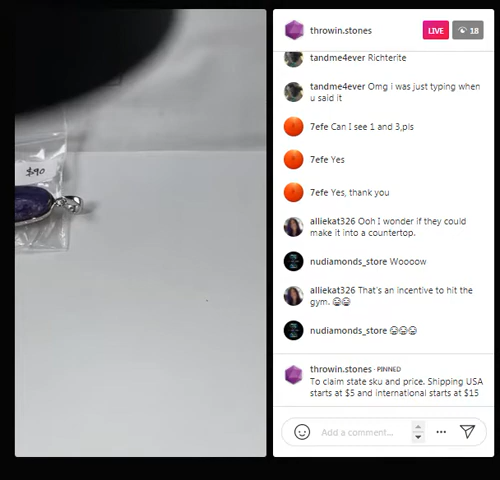 throwin.stones
LIVE
18
tandme4ever Richterite
tandme4ever Omg i was just typing when
u said it
7efe Can I see 1 and 3,pls
7efe Yes
7efe Yes, thank you
alliekat326 Ooh I wonder if they could
make it into a countertop.
nudiamonds_store Woooow
alliekat326 That's an incentive to hit the
gym. 😂😂
nudiamonds_store 😂😂😂
throwin.stones · PINNED
To claim state sku and price. Shipping USA
starts at $5 and international starts at $15
Add a comment...
$90